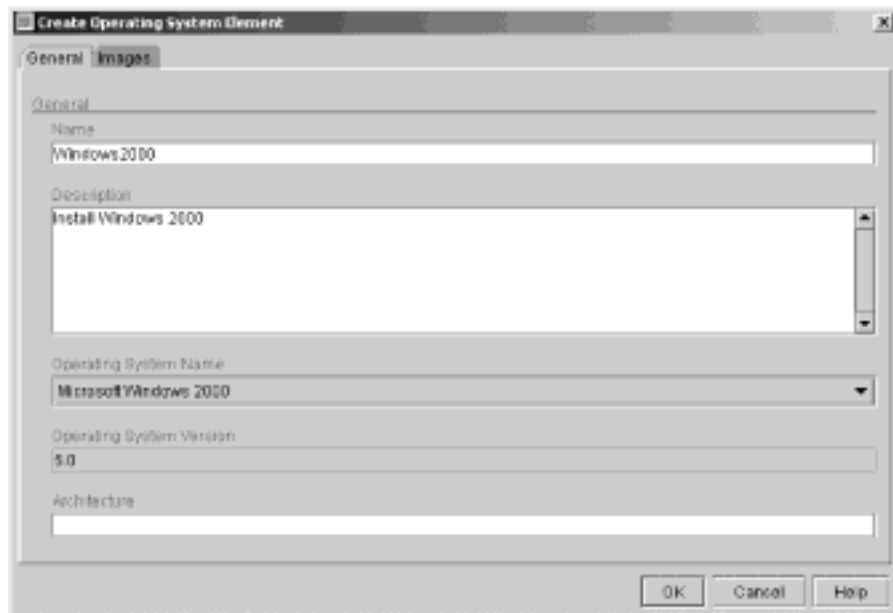 Create Operating System Element
General Images
General
Name
Windows2000
Description
Install Windows 2000
Operating System Name
Microsoft Windows 2000
Operating System Version
5.0
Architecture
OK Cancel Help